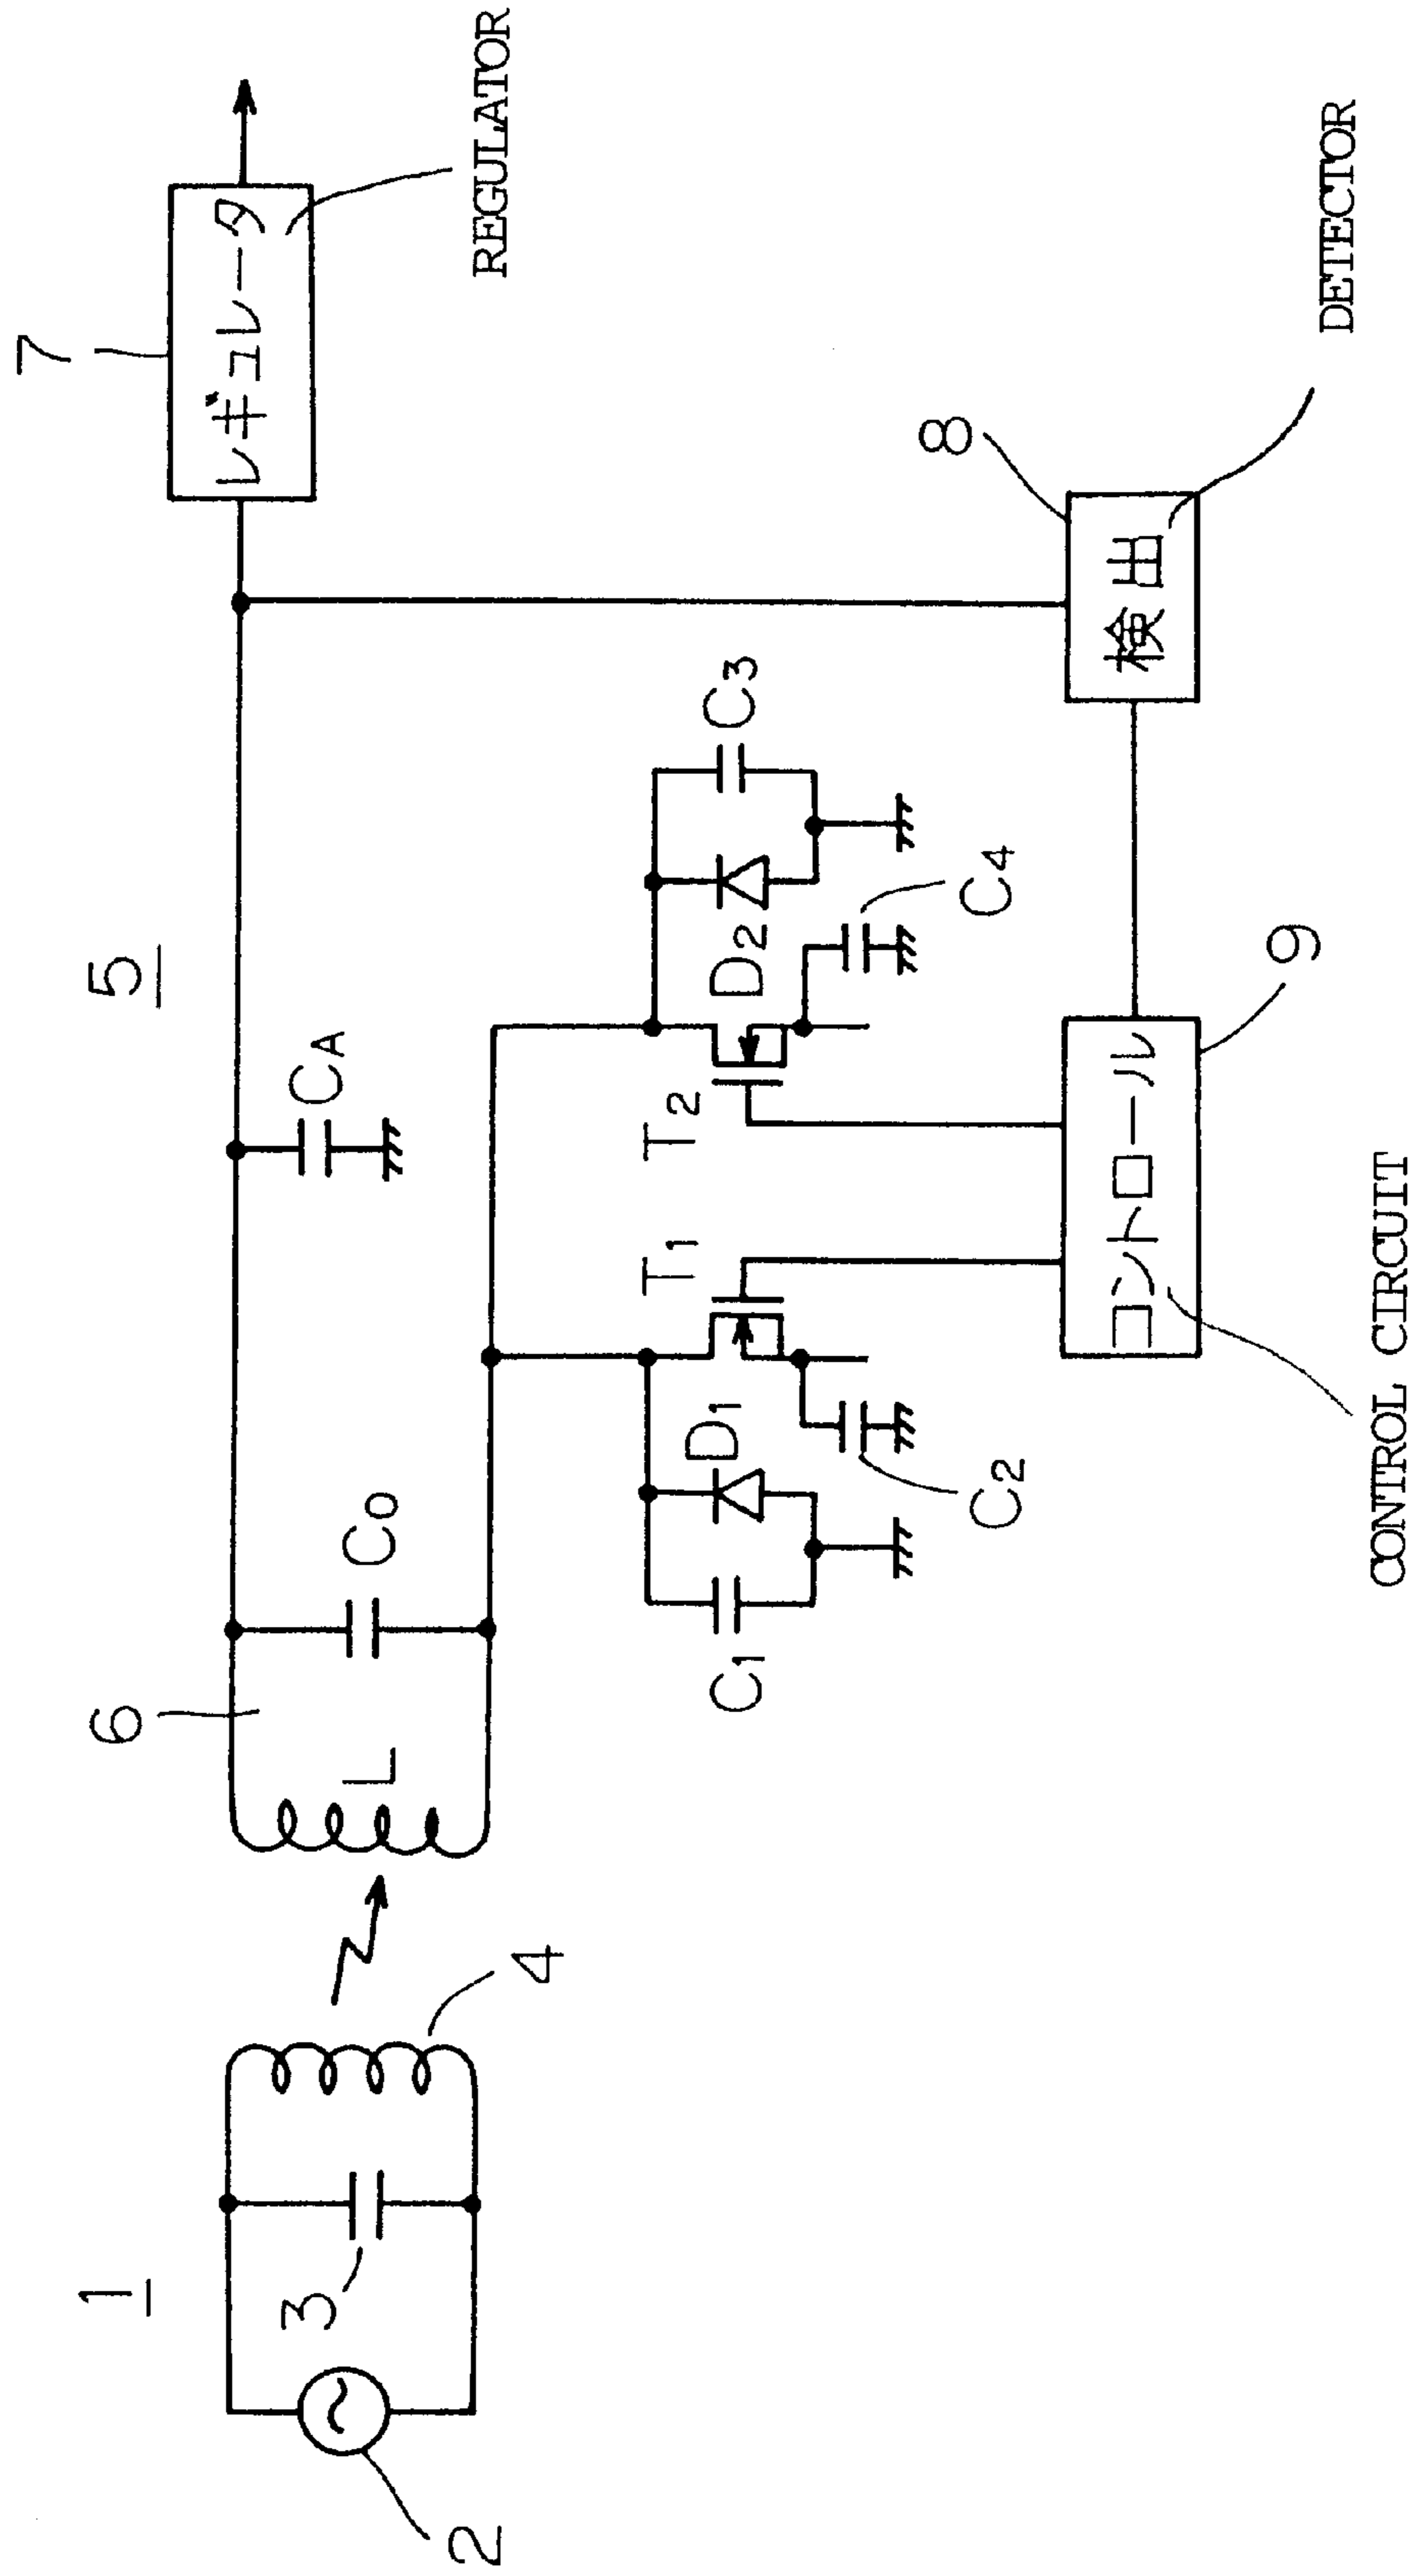 1
2
3
4
5
6
L
C0
CA
7
レギュレータ
REGULATOR
T1
T2
D1
D2
C1
C2
C3
C4
8
検出
DETECTOR
コントロール
9
CONTROL CIRCUIT